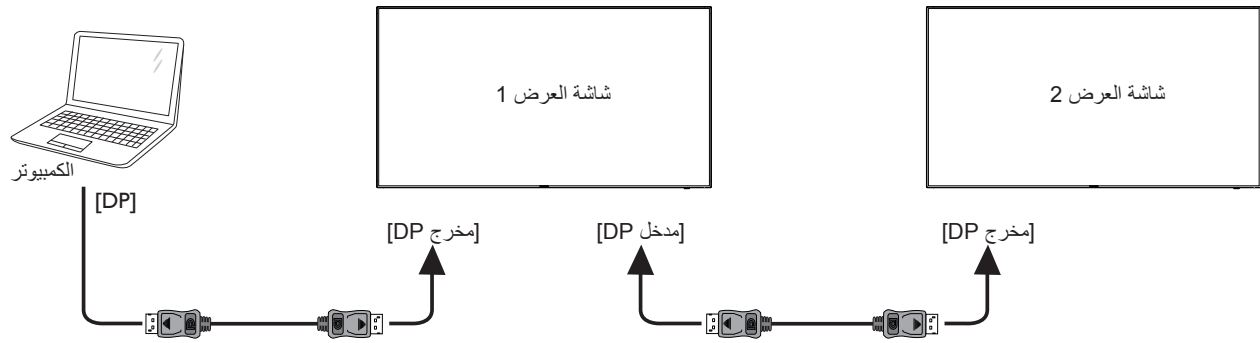 شاشة العرض 1
شاشة العرض 2
الكمبيوتر
[DP]
[مخرج DP]
[مدخل DP]
[مخرج DP]